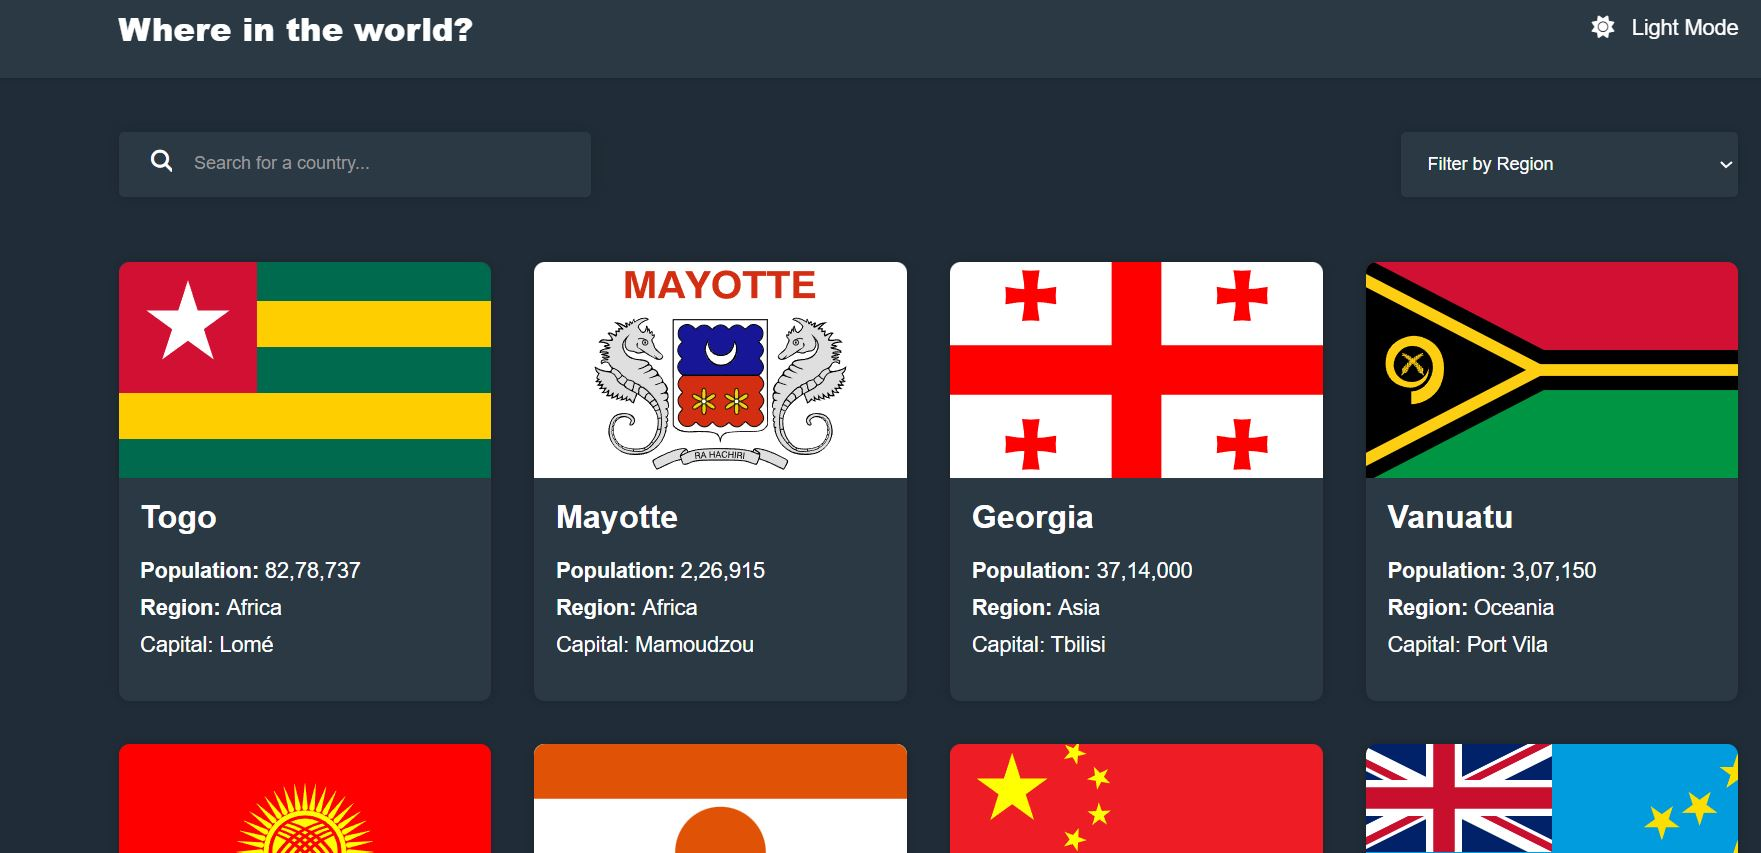 Where in the world?
Light Mode
Search for a country...
Filter by Region
MAYOTTE
RA HACHIRI
Togo
Population: 82,78,737
Region: Africa
Capital: Lomé
Mayotte
Population: 2,26,915
Region: Africa
Capital: Mamoudzou
Georgia
Population: 37,14,000
Region: Asia
Capital: Tbilisi
Vanuatu
Population: 3,07,150
Region: Oceania
Capital: Port Vila